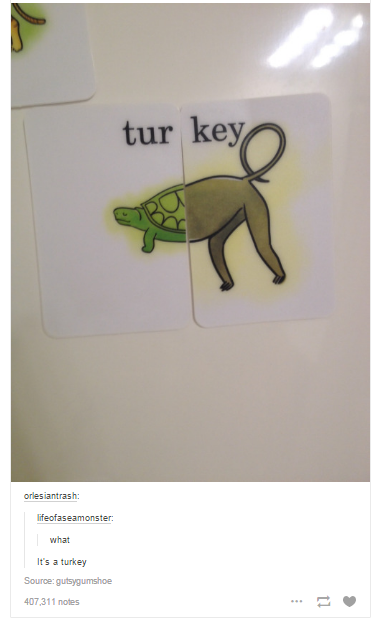 tur key
orlesiantrash:
lifeofaseamonster:
what
It's a turkey
Source: gutsygumshoe
407,311 notes